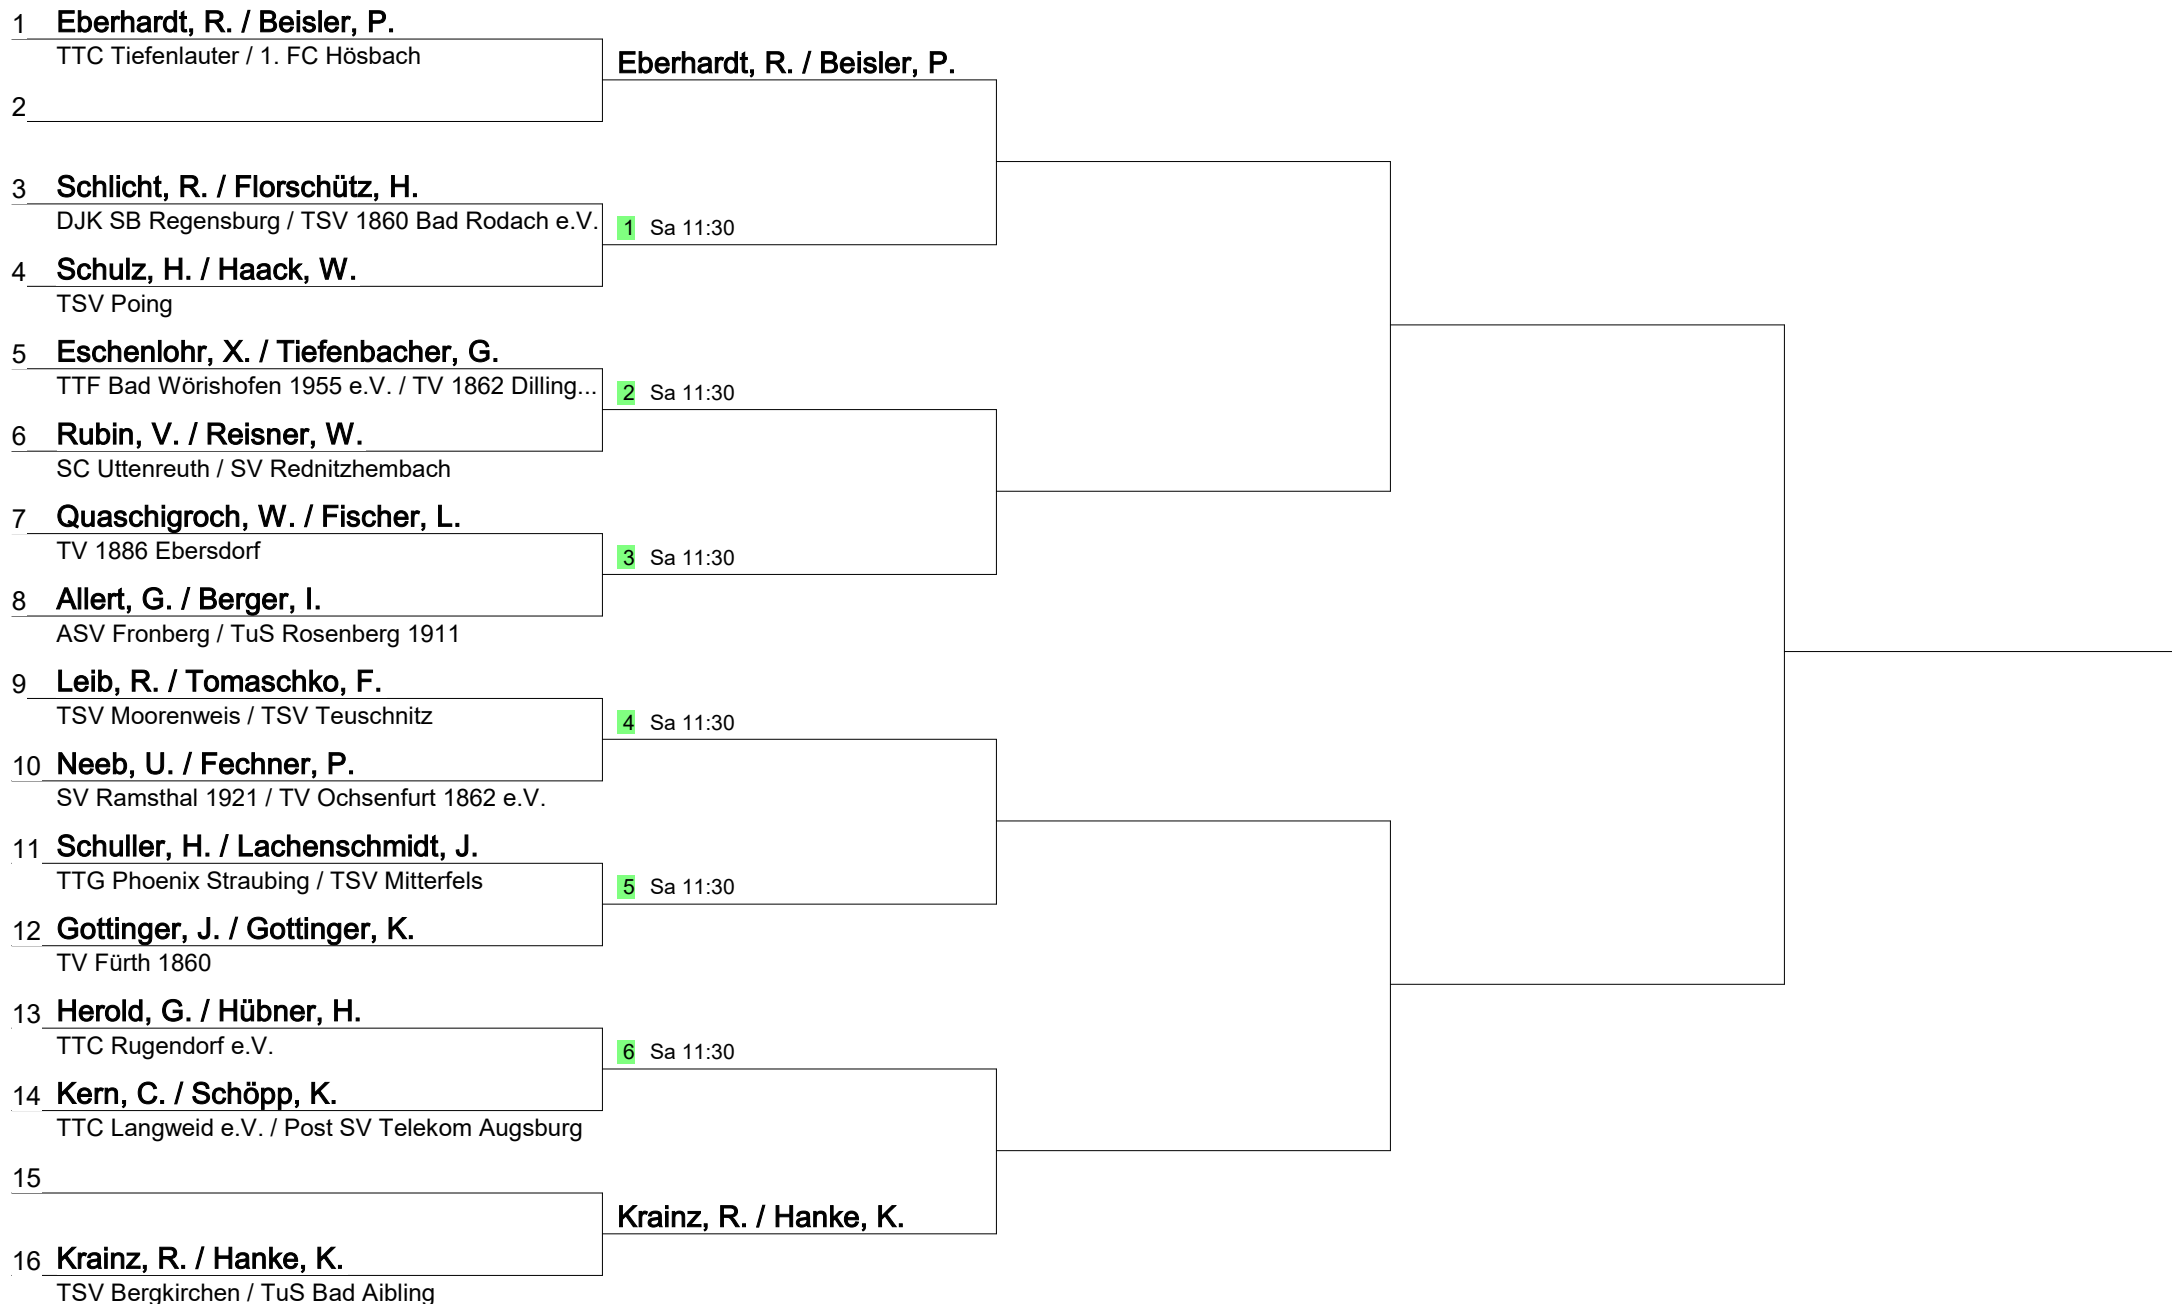 1 Eberhardt, R. / Beisler, P.
TTC Tiefenlauter / 1. FC Hösbach
Eberhardt, R. / Beisler, P.
2
3 Schlicht, R. / Florschütz, H.
DJK SB Regensburg / TSV 1860 Bad Rodach e.V.
1 Sa 11:30
4 Schulz, H. / Haack, W.
TSV Poing
5 Eschenlohr, X. / Tiefenbacher, G.
TTF Bad Wörishofen 1955 e.V. / TV 1862 Dilling...
2 Sa 11:30
6 Rubin, V. / Reisner, W.
SC Uttenreuth / SV Rednitzhembach
7 Quaschigroch, W. / Fischer, L.
TV 1886 Ebersdorf
3 Sa 11:30
8 Allert, G. / Berger, I.
ASV Fronberg / TuS Rosenberg 1911
9 Leib, R. / Tomaschko, F.
TSV Moorenweis / TSV Teuschnitz
4 Sa 11:30
10 Neeb, U. / Fechner, P.
SV Ramsthal 1921 / TV Ochsenfurt 1862 e.V.
11 Schuller, H. / Lachenschmidt, J.
TTG Phoenix Straubing / TSV Mitterfels
5 Sa 11:30
12 Gottinger, J. / Gottinger, K.
TV Fürth 1860
13 Herold, G. / Hübner, H.
TTC Rugendorf e.V.
6 Sa 11:30
14 Kern, C. / Schöpp, K.
TTC Langweid e.V. / Post SV Telekom Augsburg
15
Krainz, R. / Hanke, K.
16 Krainz, R. / Hanke, K.
TSV Bergkirchen / TuS Bad Aibling